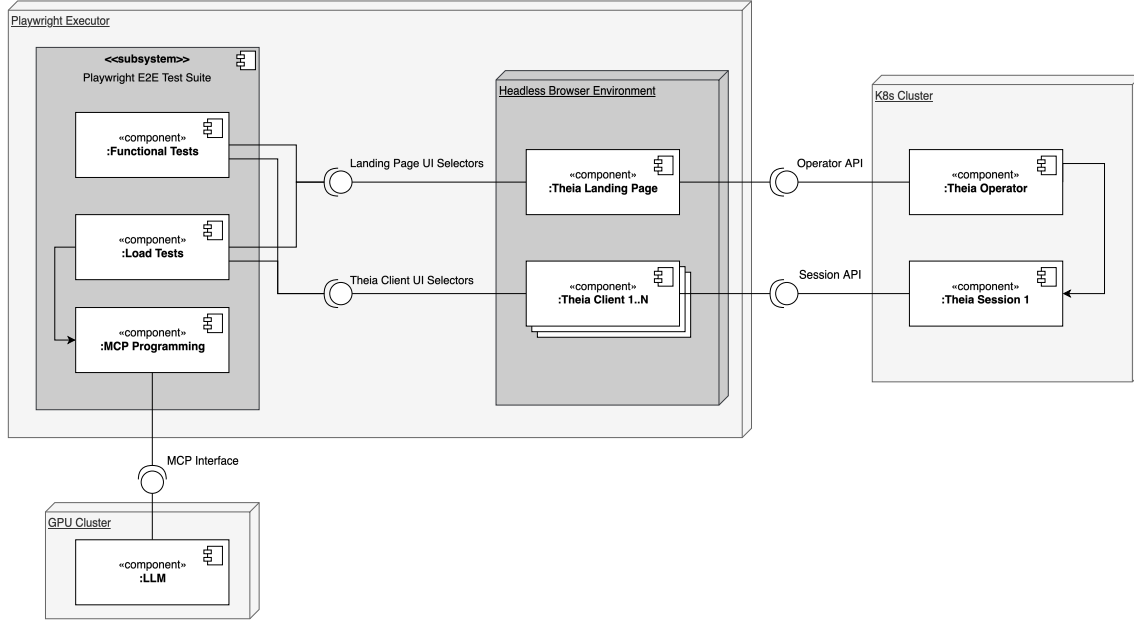 Playwright Executor
<<subsystem>>
Playwright E2E Test Suite
«component»
:Functional Tests
«component»
:Load Tests
«component»
:MCP Programming
Landing Page UI Selectors
Theia Client UI Selectors
Headless Browser Environment
«component»
:Theia Landing Page
«component»
:Theia Client 1..N
Operator API
Session API
K8s Cluster
«component»
:Theia Operator
«component»
:Theia Session 1
MCP Interface
GPU Cluster
«component»
:LLM